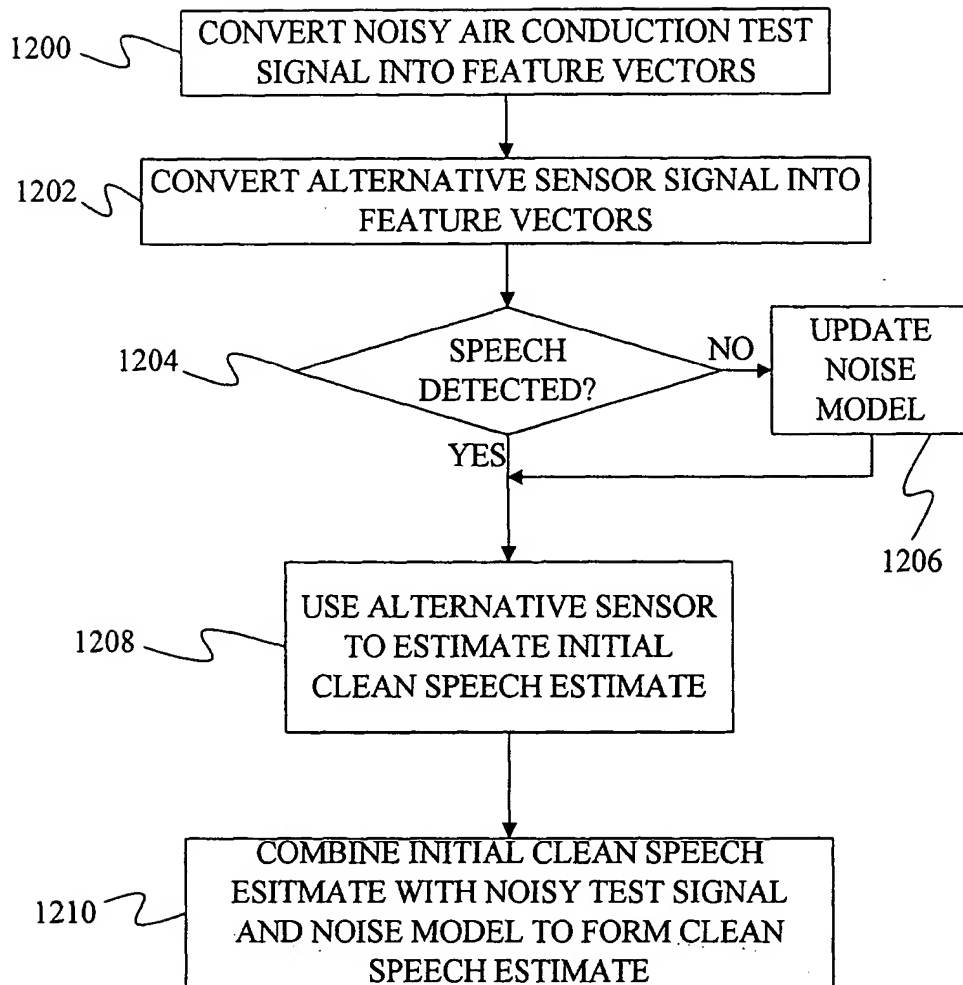 1200
CONVERT NOISY AIR CONDUCTION TEST
SIGNAL INTO FEATURE VECTORS
1202
CONVERT ALTERNATIVE SENSOR SIGNAL INTO
FEATURE VECTORS
1204
SPEECH
DETECTED?
NO
UPDATE
NOISE
MODEL
YES
1206
1208
USE ALTERNATIVE SENSOR
TO ESTIMATE INITIAL
CLEAN SPEECH ESTIMATE
1210
COMBINE INITIAL CLEAN SPEECH
ESITMATE WITH NOISY TEST SIGNAL
AND NOISE MODEL TO FORM CLEAN
SPEECH ESTIMATE